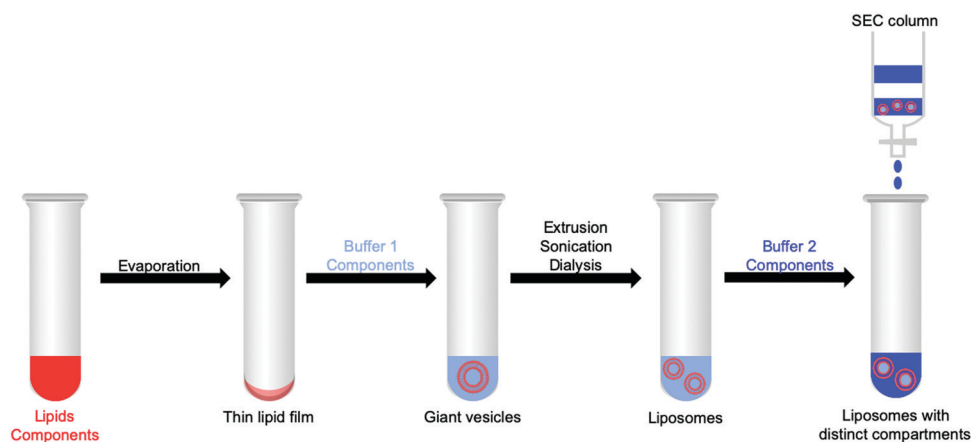 SEC column
Evaporation
Buffer 1
Components
Extrusion
Sonication
Dialysis
Buffer 2
Components
Lipids
Components
Thin lipid film
Giant vesicles
Liposomes
Liposomes with
distinct compartments